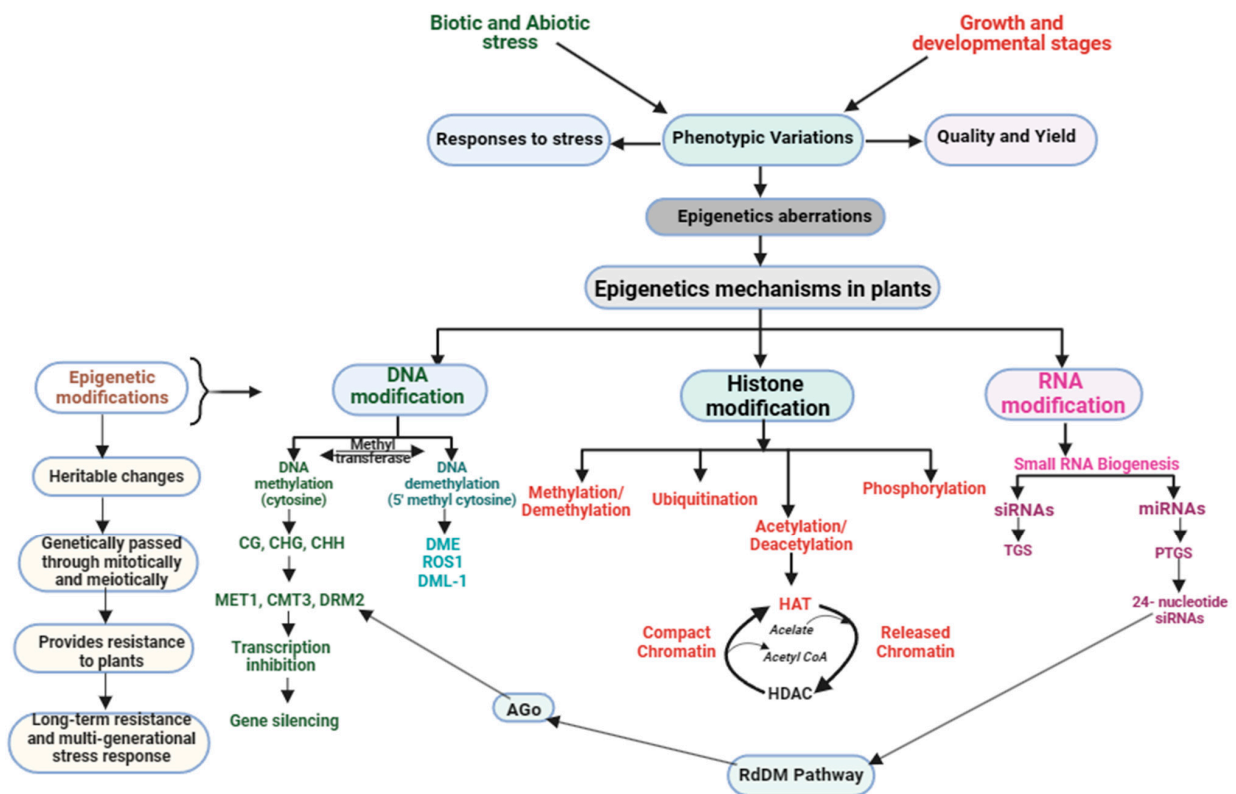 Biotic and Abiotic
stress
Growth and
developmental stages
Responses to stress
Phenotypic Variations
Quality and Yield
Epigenetics aberrations
Epigenetics mechanisms in plants
Epigenetic
modifications
DNA
modification
Histone
modification
RNA
modification
Heritable changes
Genetically passed
through mitotically
and meiotically
Provides resistance
to plants
Long-term resistance
and multi-generational
stress response
Methyl
transferase
DNA
methylation
(cytosine)
DNA
demethylation
(5' methyl cytosine)
CG, CHG, CHH
DME
ROS1
DML-1
MET1, CMT3, DRM2
Transcription
inhibition
Gene silencing
Methylation/
Demethylation
Ubiquitination
Acetylation/
Deacetylation
Phosphorylation
HAT
Compact
Chromatin
Acelate
Acetyl CoA
Released
Chromatin
HDAC
Small RNA Biogenesis
siRNAs
miRNAs
TGS
PTGS
24- nucleotide
siRNAs
AGo
RdDM Pathway